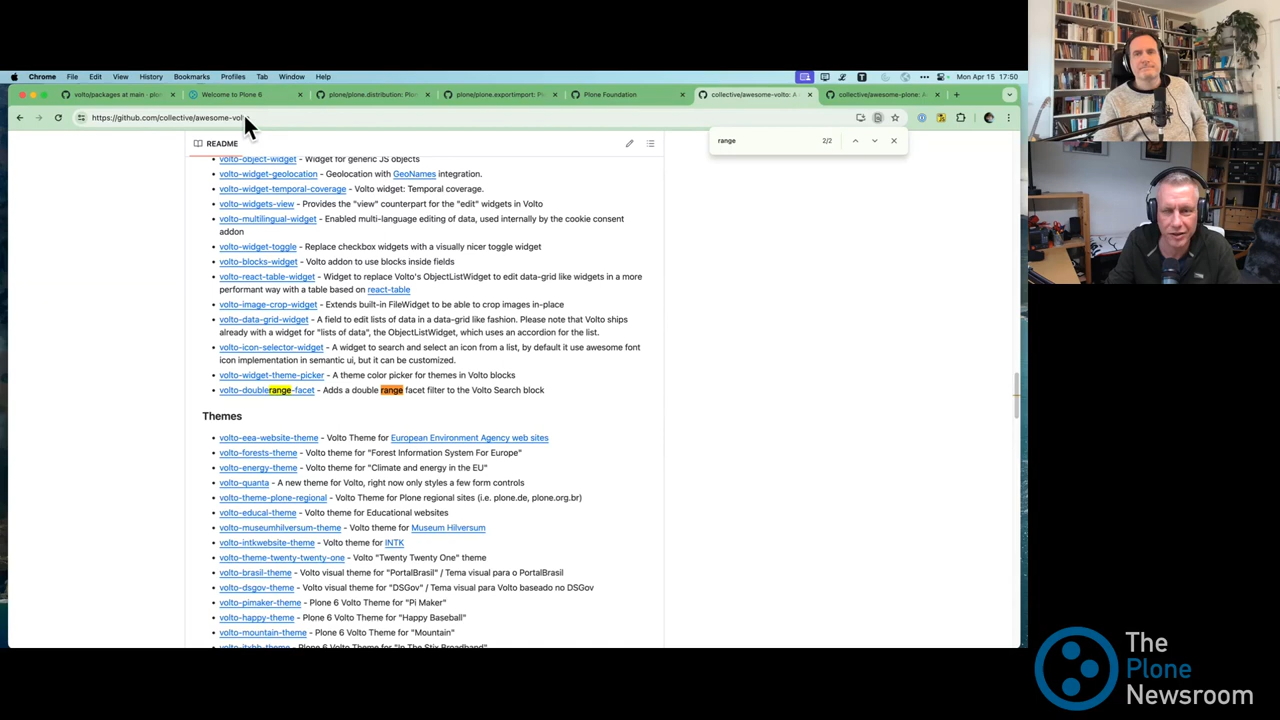 Chrome File Edit View History Bookmarks Profiles Tab Window Help
Mon Apr 15 17:50
volto/packages at main · plon
Welcome to Plone 6
plone/plone.distribution: Plon
plone/plone.exportimport: Pl
Plone Foundation
collective/awesome-volto: A
collective/awesome-plone: A
https://github.com/collective/awesome-vol
range 2/2
README
volto-object-widget - Widget for generic JS objects
volto-widget-geolocation - Geolocation with GeoNames integration.
volto-widget-temporal-coverage - Volto widget: Temporal coverage.
volto-widgets-view - Provides the "view" counterpart for the "edit" widgets in Volto
volto-multilingual-widget - Enabled multi-language editing of data, used internally by the cookie consent
addon
volto-widget-toggle - Replace checkbox widgets with a visually nicer toggle widget
volto-blocks-widget - Volto addon to use blocks inside fields
volto-react-table-widget - Widget to replace Volto's ObjectListWidget to edit data-grid like widgets in a more
performant way with a table based on react-table
volto-image-crop-widget - Extends built-in FileWidget to be able to crop images in-place
volto-data-grid-widget - A field to edit lists of data in a data-grid like fashion. Please note that Volto ships
already with a widget for "lists of data", the ObjectListWidget, which uses an accordion for the list.
volto-icon-selector-widget - A widget to search and select an icon from a list, by default it use awesome font
icon implementation in semantic ui, but it can be customized.
volto-widget-theme-picker - A theme color picker for themes in Volto blocks
volto-doublerange-facet - Adds a double range facet filter to the Volto Search block
Themes
volto-eea-website-theme - Volto Theme for European Environment Agency web sites
volto-forests-theme - Volto theme for "Forest Information System For Europe"
volto-energy-theme - Volto theme for "Climate and energy in the EU"
volto-quanta - A new theme for Volto, right now only styles a few form controls
volto-theme-plone-regional - Volto Theme for Plone regional sites (i.e. plone.de, plone.org.br)
volto-educal-theme - Volto theme for Educational websites
volto-museumhilversum-theme - Volto theme for Museum Hilversum
volto-intkwebsite-theme - Volto theme for INTK
volto-theme-twenty-twenty-one - Volto "Twenty Twenty One" theme
volto-brasil-theme - Volto visual theme for "PortalBrasil" / Tema visual para o PortalBrasil
volto-dsgov-theme - Volto visual theme for "DSGov" / Tema visual para Volto baseado no DSGov
volto-pimaker-theme - Plone 6 Volto Theme for "Pi Maker"
volto-happy-theme - Plone 6 Volto Theme for "Happy Baseball"
volto-mountain-theme - Plone 6 Volto Theme for "Mountain"
volto-itxbb-theme - Plone 6 Volto Theme for "In The Stix Broadband"
The
Plone
Newsroom